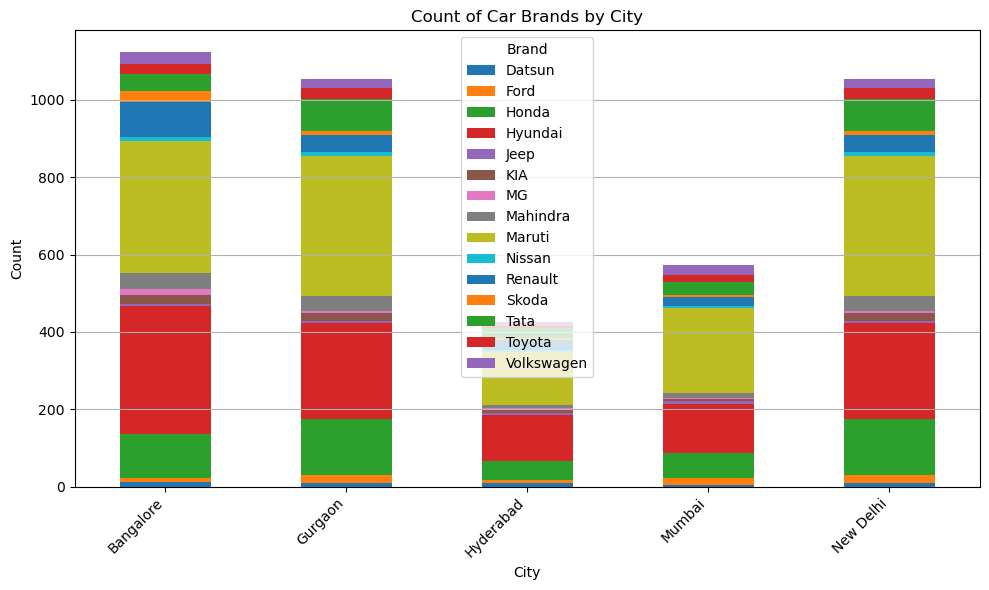 Count of Car Brands by City
Brand
Datsun
Ford
Honda
Hyundai
Jeep
KIA
MG
Mahindra
Maruti
Nissan
Renault
Skoda
Tata
Toyota
Volkswagen
Count
1000
800
600
400
200
0
Bangalore
Gurgaon
Hyderabad
Mumbai
New Delhi
City